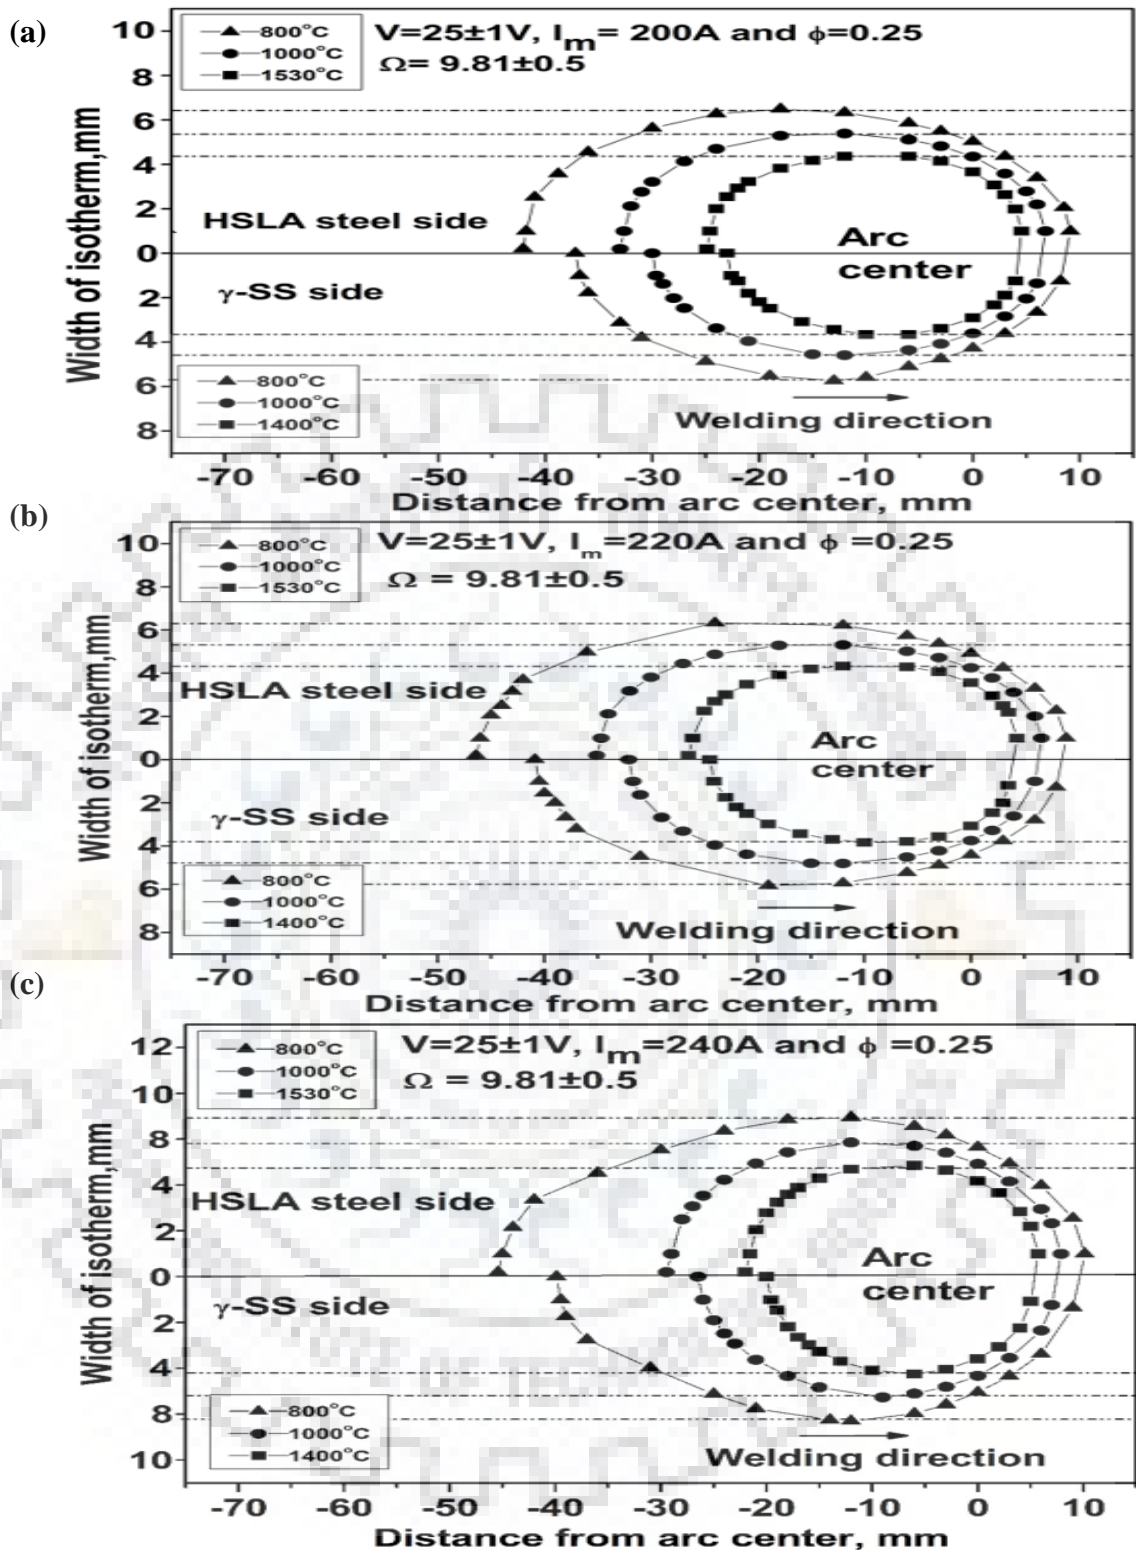 (a)
800°C
1000°C
1530°C
V=25±1V, Im= 200A and ϕ=0.25
Ω= 9.81±0.5
10
8
6
4
2
0
2
4
6
8
Width of isotherm,mm
HSLA steel side
γ-SS side
Arc
center
800°C
1000°C
1400°C
Welding direction
-70 -60 -50 -40 -30 -20 -10 0 10
Distance from arc center, mm
(b)
800°C
1000°C
1530°C
V=25±1V, Im=220A and ϕ =0.25
Ω = 9.81±0.5
10
8
6
4
2
0
2
4
6
8
Width of isotherm,mm
HSLA steel side
γ-SS side
Arc
center
800°C
1000°C
1400°C
Welding direction
-70 -60 -50 -40 -30 -20 -10 0 10
Distance from arc center, mm
(c)
800°C
1000°C
1530°C
V=25±1V, Im=240A and ϕ =0.25
Ω = 9.81±0.5
12
10
8
4
2
0
2
4
8
10
Width of isotherm,mm
HSLA steel side
γ-SS side
Arc
center
800°C
1000°C
1400°C
Welding direction
-70 -60 -50 -40 -30 -20 -10 0 10
Distance from arc center, mm